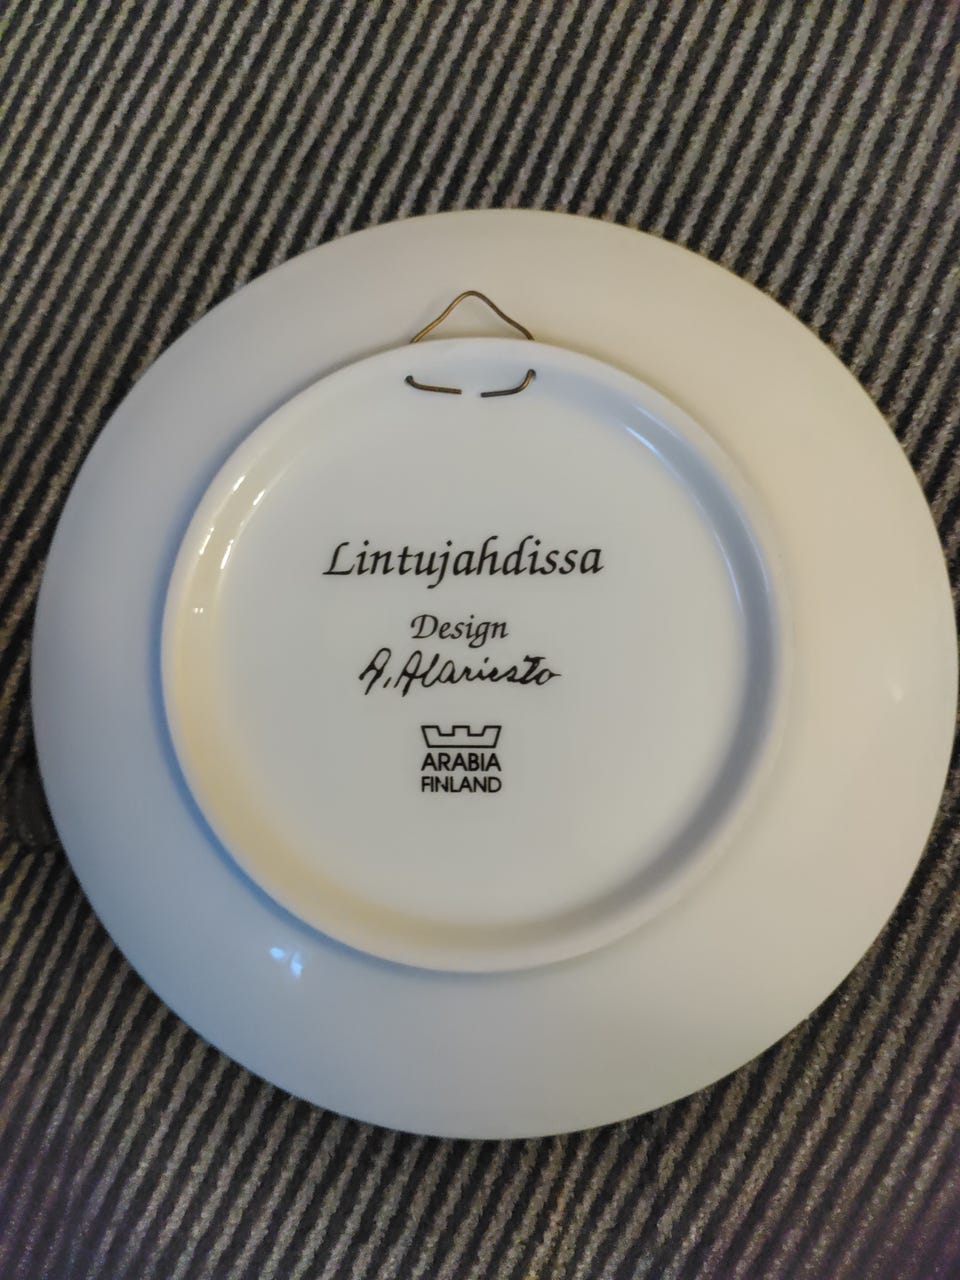 Lintujahdissa
Design
A. Alariesto
ARABIA
FINLAND